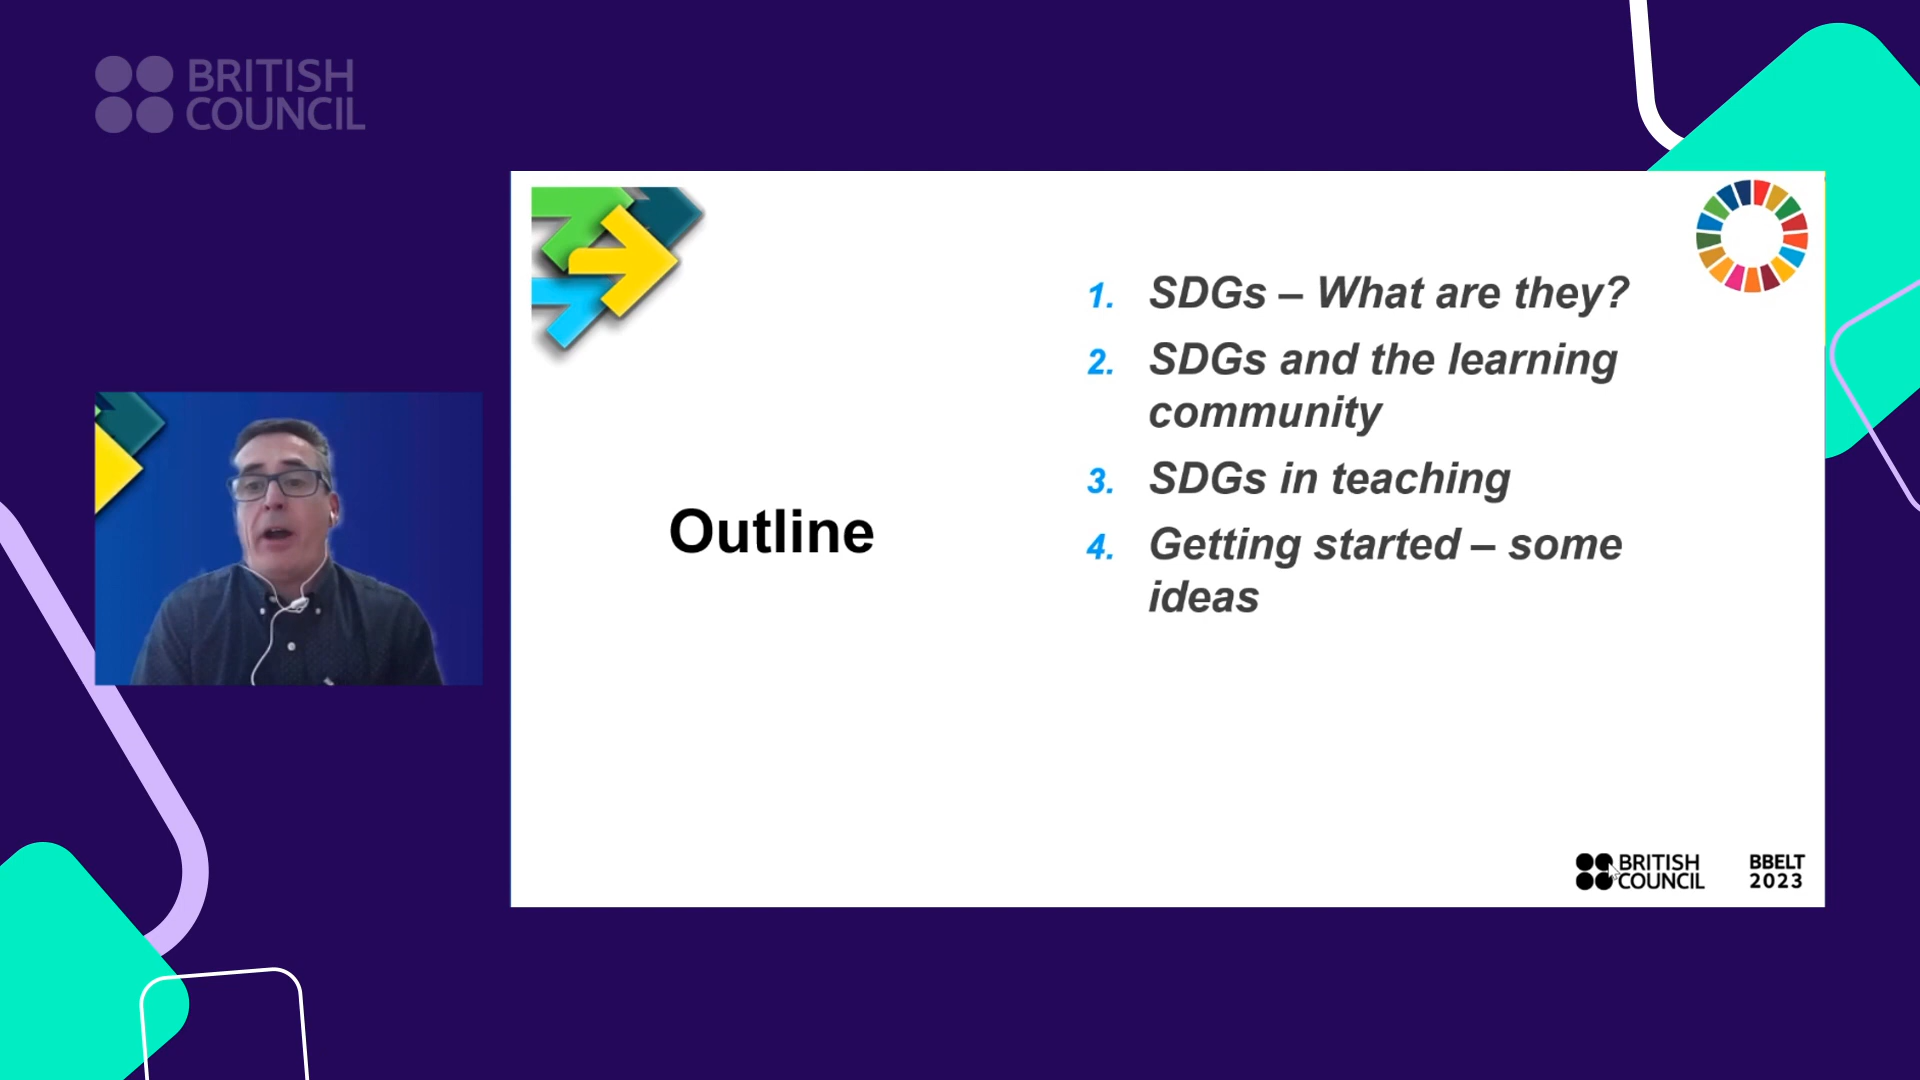 BRITISH
COUNCIL
Outline
1. SDGs – What are they?
2. SDGs and the learning
community
3. SDGs in teaching
4. Getting started – some
ideas
BRITISH
COUNCIL
BBELT
2023